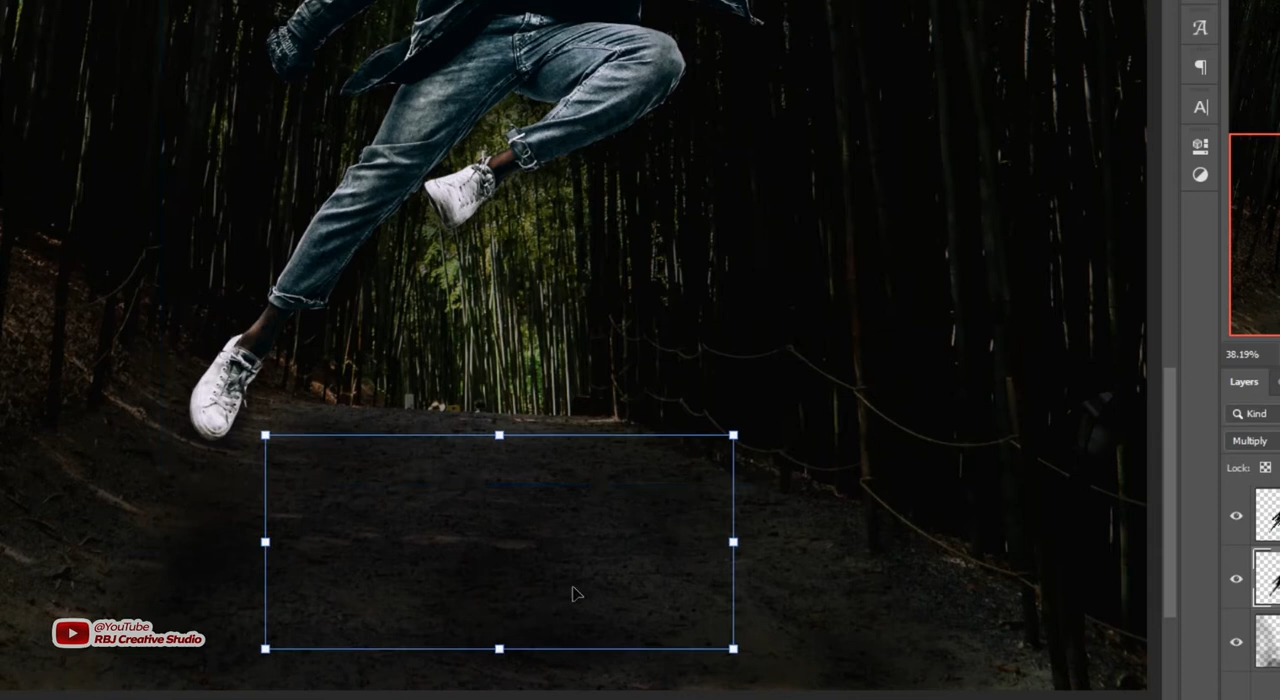 38.19%
Layers
Kind
Multiply
Lock:
@YouTube
RBJ Creative Studio